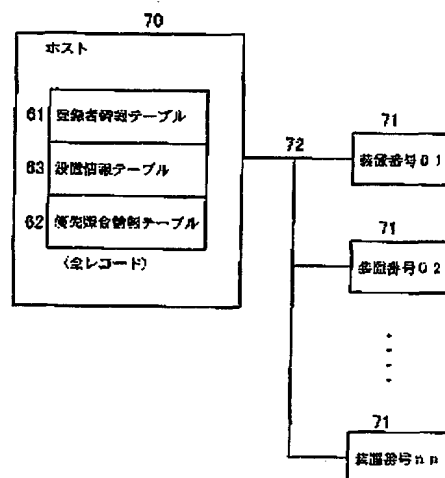 70
ホスト
61 登録者情報テーブル
63 設置情報テーブル
62 優先照合情報テーブル
(全レコード)
72
71
装置番号01
71
装置番号02
71
装置番号nn